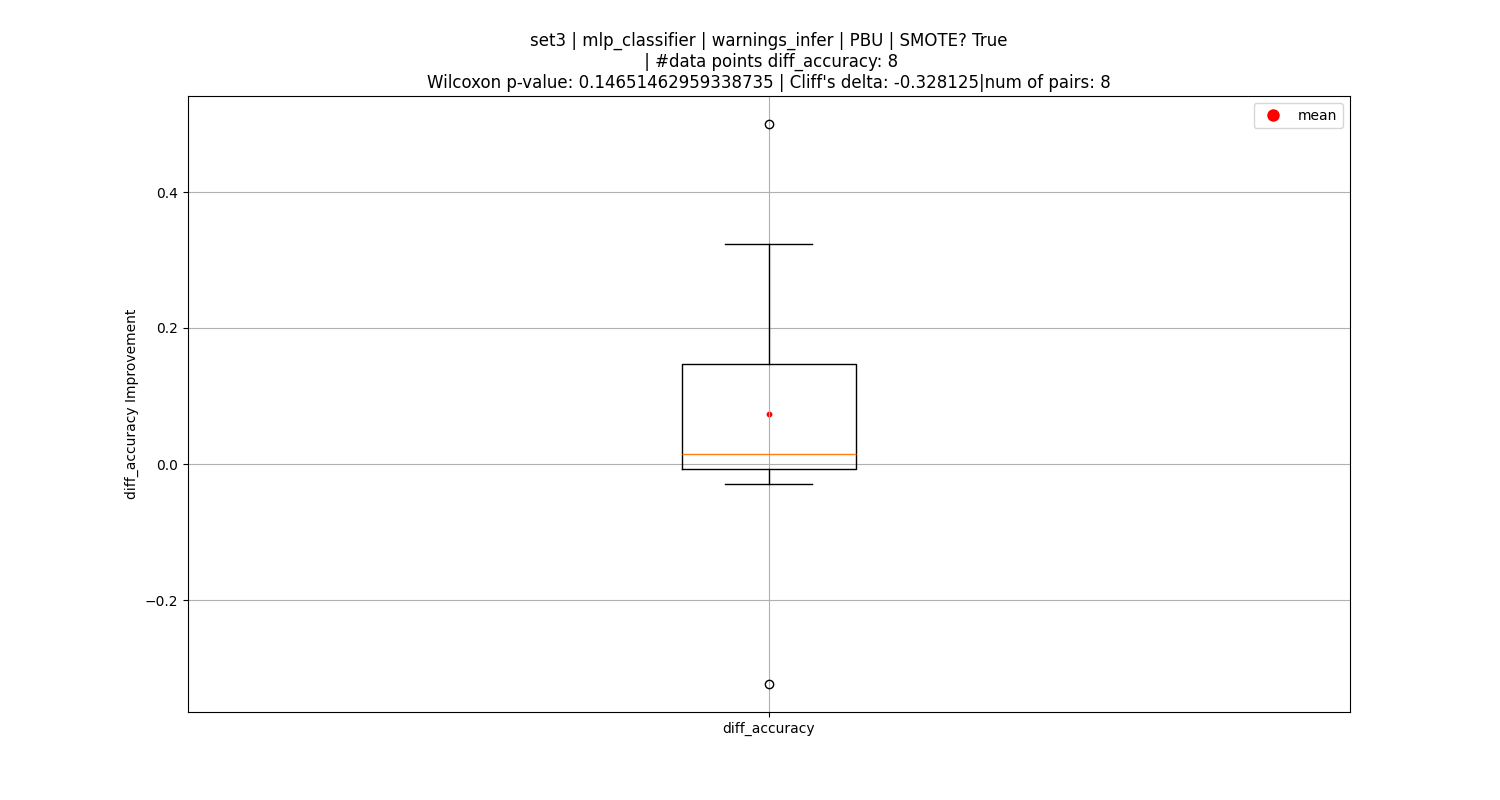 set3 | mlp_classifier | warnings_infer | PBU | SMOTE? True
| #data points diff_accuracy: 8
Wilcoxon p-value: 0.14651462959338735 | Cliff's delta: -0.328125|num of pairs: 8
mean
0.4
0.2
0.0
−0.2
diff_accuracy Improvement
diff_accuracy